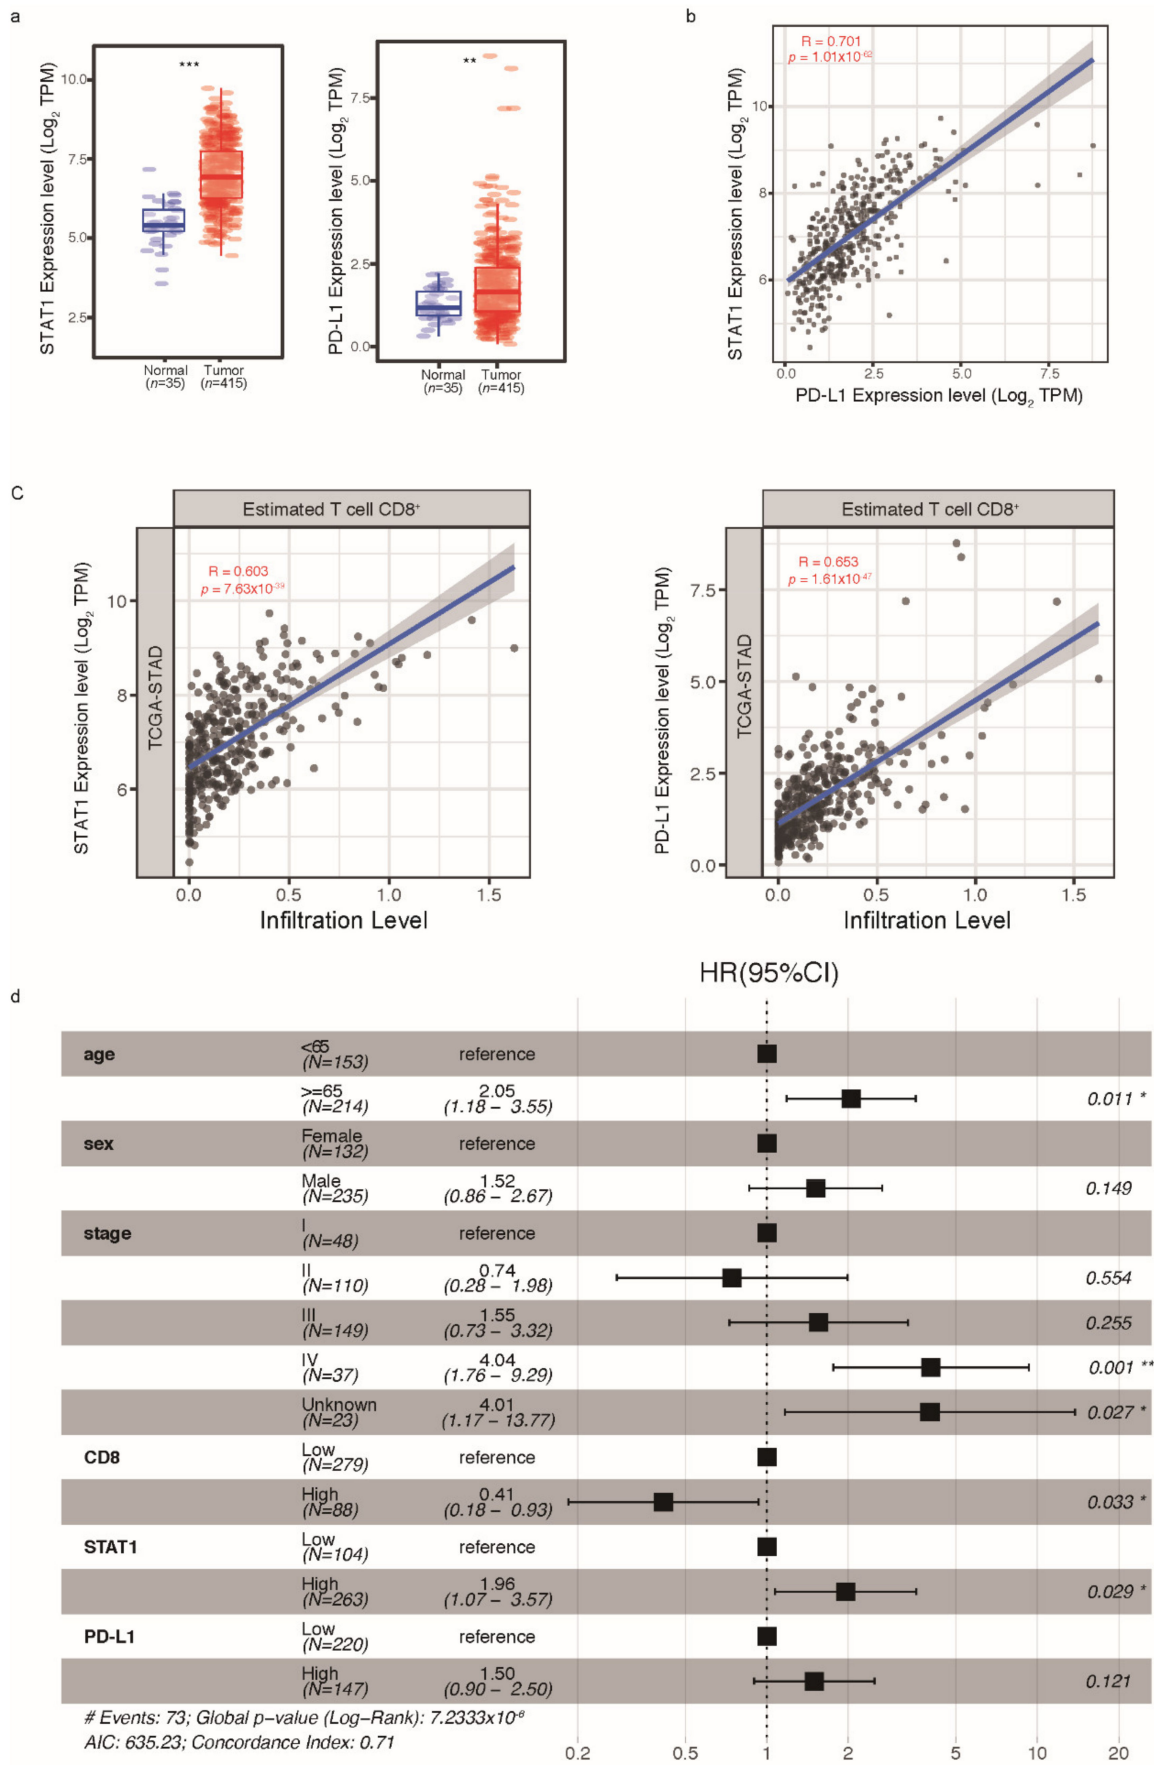 a
STAT1 Expression level (Log2 TPM)
10.0
7.5
5.0
2.5
***
Normal
(n=35)
Tumor
(n=415)
PD-L1 Expression level (Log2 TPM)
7.5
5.0
2.5
0.0
**
Normal
(n=35)
Tumor
(n=415)
b
STAT1 Expression level (Log2 TPM)
10
8
6
R = 0.701
p = 1.01x10-62
0.0 2.5 5.0 7.5
PD-L1 Expression level (Log2 TPM)
C
Estimated T cell CD8+
STAT1 Expression level (Log2 TPM)
TCGA-STAD
10
8
6
R = 0.603
p = 7.63x10-39
0.0 0.5 1.0 1.5
Infiltration Level
Estimated T cell CD8+
PD-L1 Expression level (Log2 TPM)
TCGA-STAD
7.5
5.0
2.5
0.0
R = 0.653
p = 1.61x10-47
0.0 0.5 1.0 1.5
Infiltration Level
d
HR(95%CI)
age <65 (N=153) reference
>=65 (N=214) 2.05 (1.18 – 3.55) 0.011 *
sex Female (N=132) reference
Male (N=235) 1.52 (0.86 – 2.67) 0.149
stage I (N=48) reference
II (N=110) 0.74 (0.28 – 1.98) 0.554
III (N=149) 1.55 (0.73 – 3.32) 0.255
IV (N=37) 4.04 (1.76 – 9.29) 0.001 **
Unknown (N=23) 4.01 (1.17 – 13.77) 0.027 *
CD8 Low (N=279) reference
High (N=88) 0.41 (0.18 – 0.93) 0.033 *
STAT1 Low (N=104) reference
High (N=263) 1.96 (1.07 – 3.57) 0.029 *
PD-L1 Low (N=220) reference
High (N=147) 1.50 (0.90 – 2.50) 0.121
# Events: 73; Global p−value (Log−Rank): 7.2333x10-6
AIC: 635.23; Concordance Index: 0.71
0.2 0.5 1 2 5 10 20